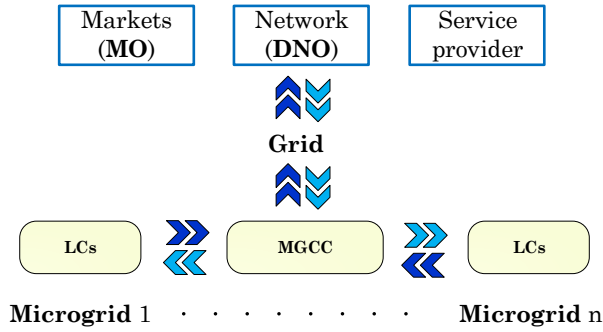 Markets
(MO)
Network
(DNO)
Service
provider
Grid
LCs
MGCC
LCs
Microgrid 1 . . . . . . . . Microgrid n